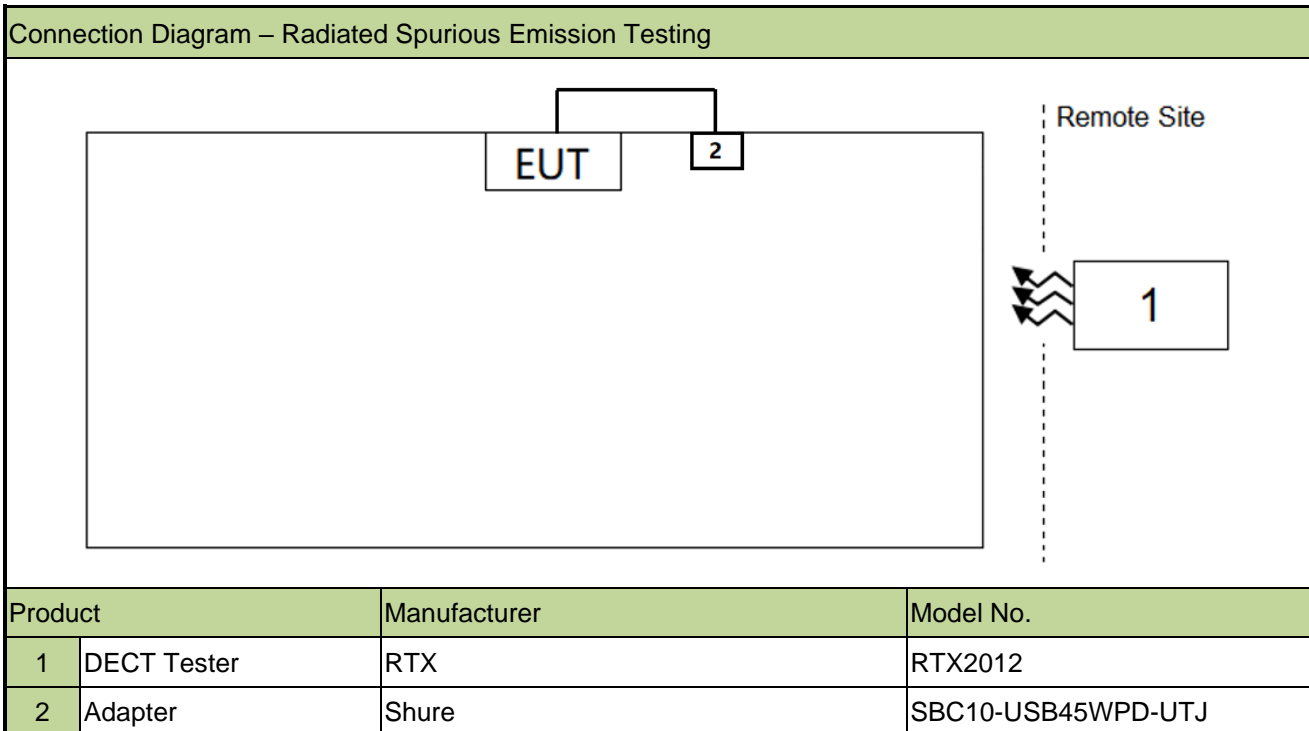 Connection Diagram – Radiated Spurious Emission Testing
Remote Site
EUT
2
1
Product Manufacturer Model No.
1 DECT Tester RTX RTX2012
2 Adapter Shure SBC10-USB45WPD-UTJ